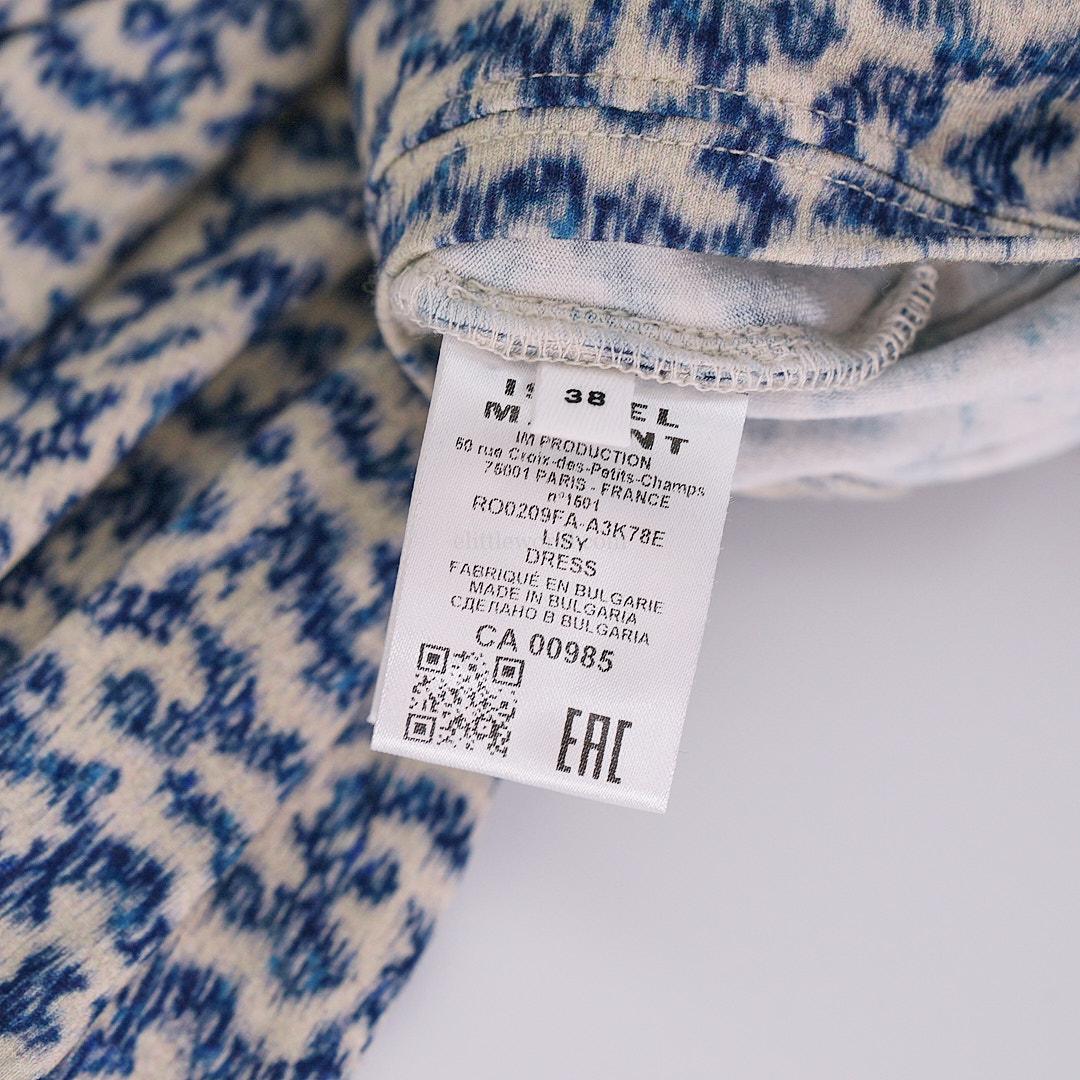 38
IM PRODUCTION
60 rue Croix-des-Petits-Champs
75001 PARIS - FRANCE
n°1601
RO0209FA-A3K78E
LISY
DRESS
FABRIQUÉ EN BULGARIE
MADE IN BULGARIA
СДЕЛАНО В BULGARIA
CA 00985
EAC